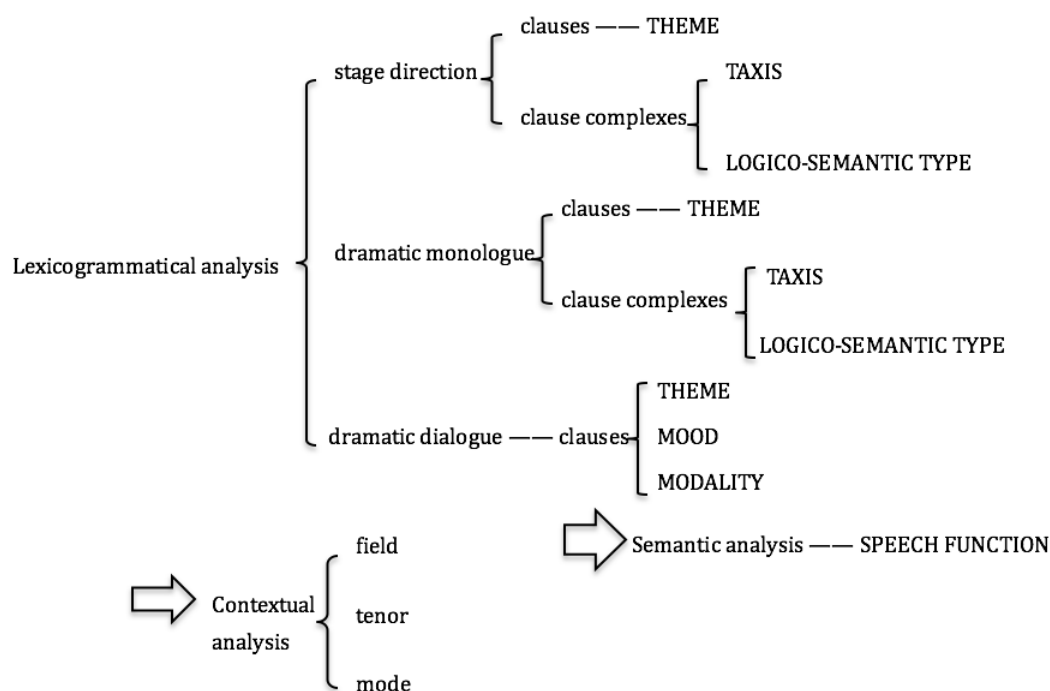 clauses —— THEME
stage direction
TAXIS
clause complexes
LOGICO-SEMANTIC TYPE
clauses —— THEME
Lexicogrammatical analysis
dramatic monologue
TAXIS
clause complexes
LOGICO-SEMANTIC TYPE
THEME
dramatic dialogue —— clauses
MOOD
MODALITY
field
Semantic analysis —— SPEECH FUNCTION
Contextual
analysis
tenor
mode